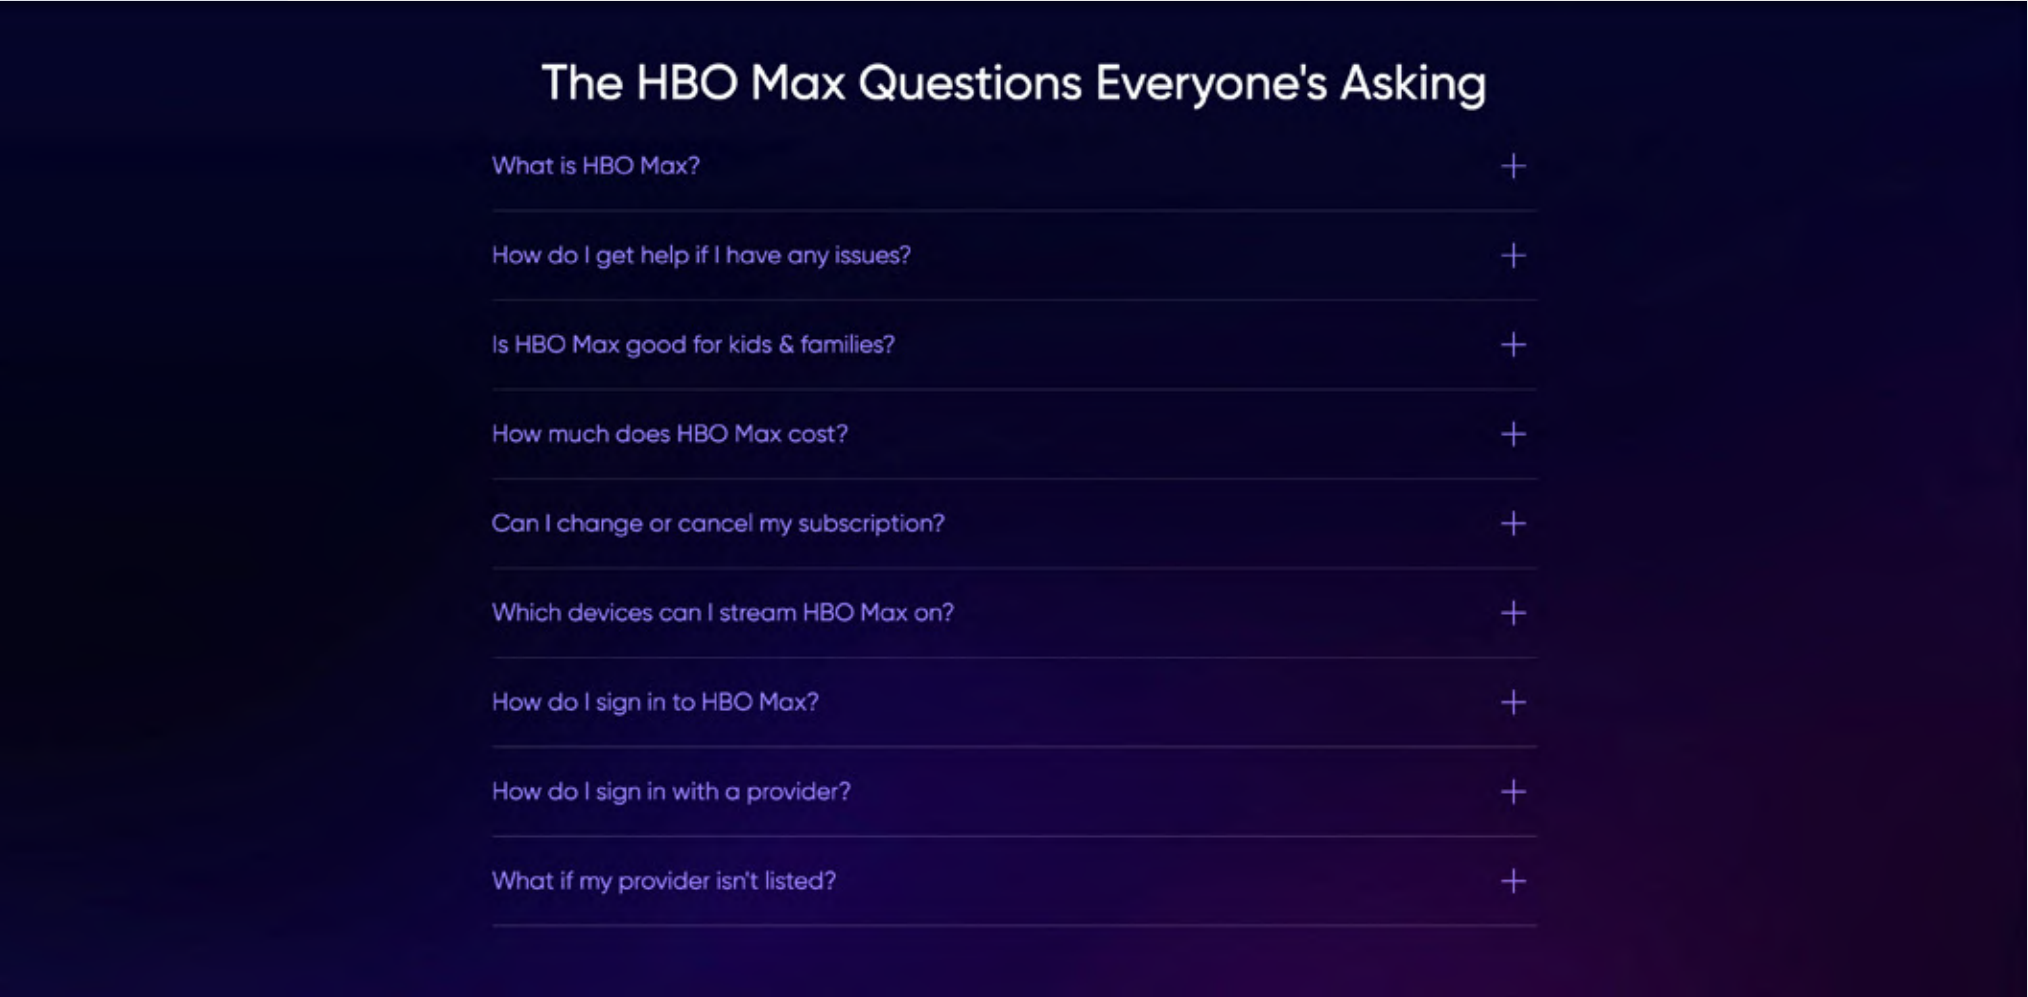 The HBO Max Questions Everyone's Asking
What is HBO Max?
How do I get help if I have any issues?
Is HBO Max good for kids & families?
How much does HBO Max cost?
Can I change or cancel my subscription?
Which devices can I stream HBO Max on?
How do I sign in to HBO Max?
How do I sign in with a provider?
What if my provider isn't listed?